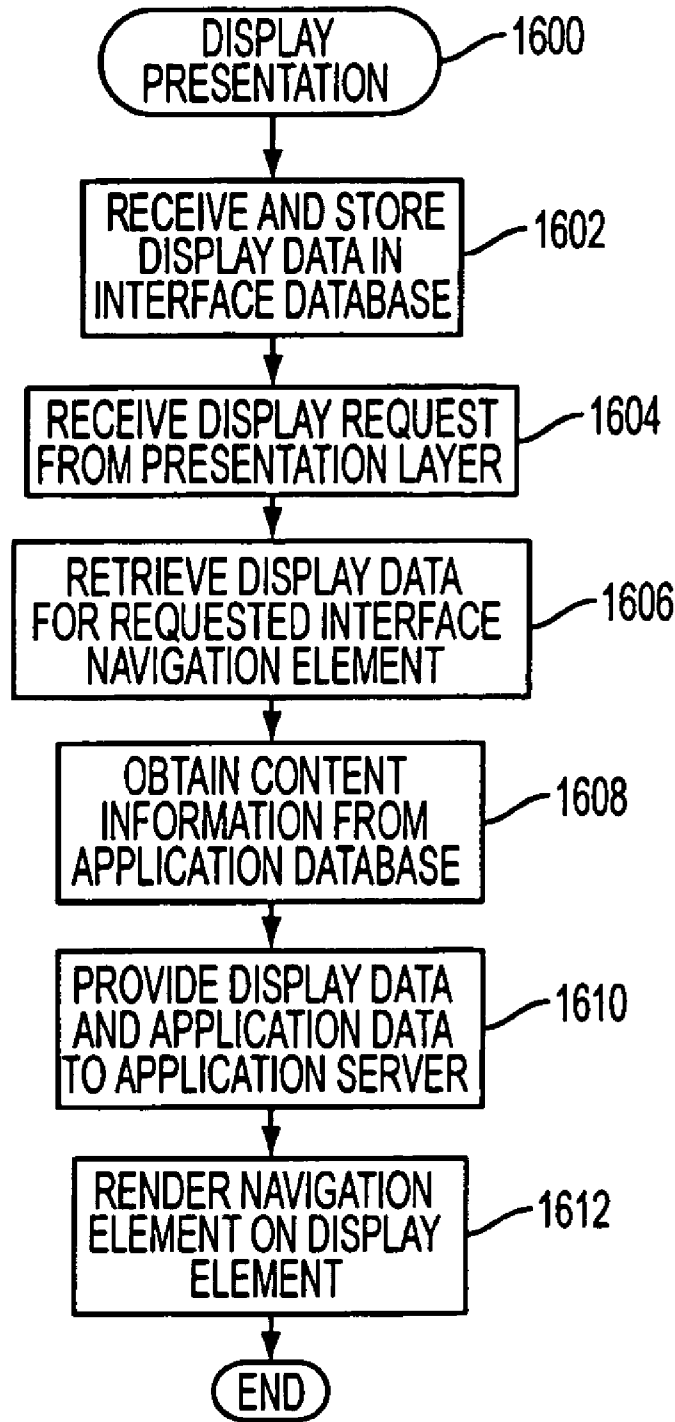 DISPLAY
PRESENTATION
1600
RECEIVE AND STORE
DISPLAY DATA IN
INTERFACE DATABASE
1602
RECEIVE DISPLAY REQUEST
FROM PRESENTATION LAYER
1604
RETRIEVE DISPLAY DATA
FOR REQUESTED INTERFACE
NAVIGATION ELEMENT
1606
OBTAIN CONTENT
INFORMATION FROM
APPLICATION DATABASE
1608
PROVIDE DISPLAY DATA
AND APPLICATION DATA
TO APPLICATION SERVER
1610
RENDER NAVIGATION
ELEMENT ON DISPLAY
ELEMENT
1612
END